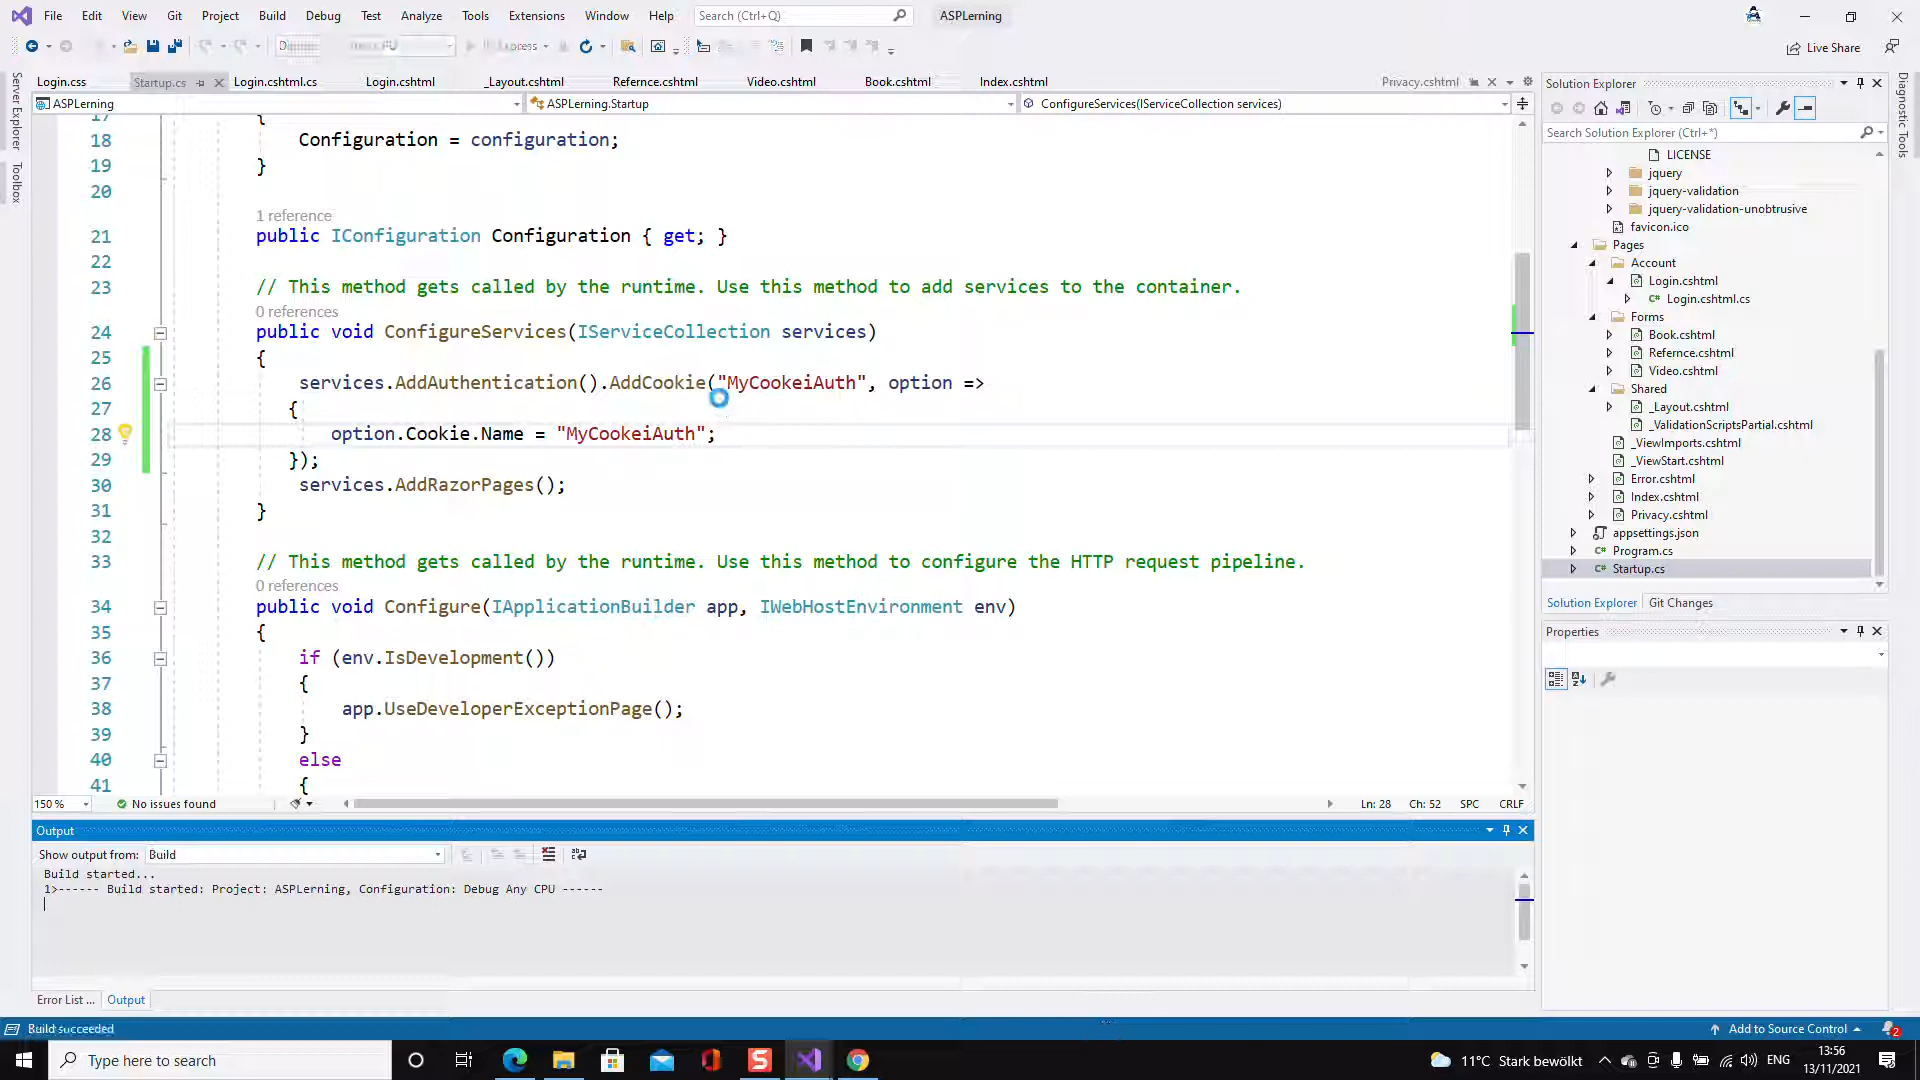 File Edit View Git Project Build Debug Test Analyze Tools Extensions Window Help Search (Ctrl+Q) ASPLerning
Express Live Share
Login.css Startup.cs Login.cshtml.cs Login.cshtml _Layout.cshtml Refernce.cshtml Video.cshtml Book.cshtml Index.cshtml Privacy.cshtml
ASPLerning ASPLerning.Startup ConfigureServices(IServiceCollection services)
17 {
18 Configuration = configuration;
19 }
20
1 reference
21 public IConfiguration Configuration { get; }
22
23 // This method gets called by the runtime. Use this method to add services to the container.
0 references
24 public void ConfigureServices(IServiceCollection services)
25 {
26 services.AddAuthentication().AddCookie("MyCookeiAuth", option =>
27 {
28 option.Cookie.Name = "MyCookeiAuth";
29 });
30 services.AddRazorPages();
31 }
32
33 // This method gets called by the runtime. Use this method to configure the HTTP request pipeline.
0 references
34 public void Configure(IApplicationBuilder app, IWebHostEnvironment env)
35 {
36 if (env.IsDevelopment())
37 {
38 app.UseDeveloperExceptionPage();
39 }
40 else
41 {
150 % No issues found Ln: 28 Ch: 52 SPC CRLF
Output
Show output from: Build
Build started...
1>------ Build started: Project: ASPLerning, Configuration: Debug Any CPU ------
Error List ... Output
Server Explorer
Toolbox
Solution Explorer
Search Solution Explorer (Ctrl+*)
LICENSE
jquery
jquery-validation
jquery-validation-unobtrusive
favicon.ico
Pages
Account
Login.cshtml
Login.cshtml.cs
Forms
Book.cshtml
Refernce.cshtml
Video.cshtml
Shared
_Layout.cshtml
_ValidationScriptsPartial.cshtml
_ViewImports.cshtml
_ViewStart.cshtml
Error.cshtml
Index.cshtml
Privacy.cshtml
appsettings.json
Program.cs
Startup.cs
Solution Explorer Git Changes
Properties
Diagnostic Tools
Build succeeded Add to Source Control 2
Type here to search 11°C Stark bewölkt ENG 13:56
13/11/2021